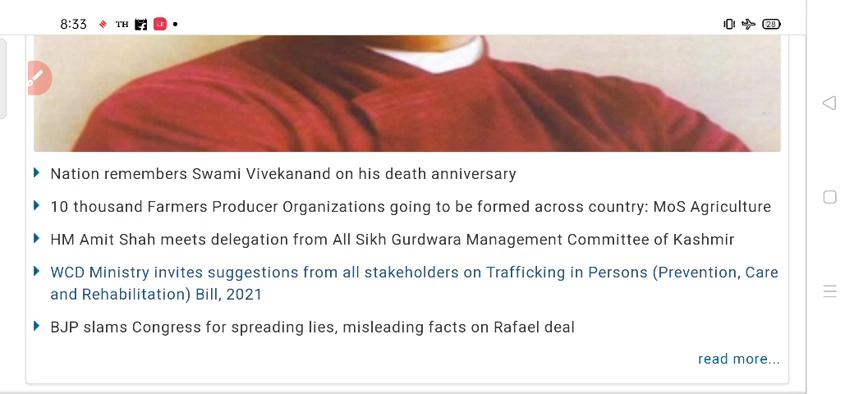 8:33 TH 28
Nation remembers Swami Vivekanand on his death anniversary
10 thousand Farmers Producer Organizations going to be formed across country: MoS Agriculture
HM Amit Shah meets delegation from All Sikh Gurdwara Management Committee of Kashmir
WCD Ministry invites suggestions from all stakeholders on Trafficking in Persons (Prevention, Care
and Rehabilitation) Bill, 2021
BJP slams Congress for spreading lies, misleading facts on Rafael deal
read more...